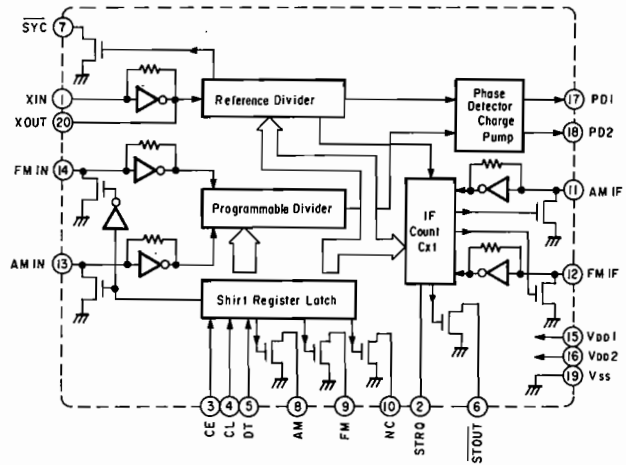 SYC
7
XIN
1
XOUT
20
Reference Divider
Phase
Detector
Charge
Pump
17
PD1
18
PD2
FM IN
14
Programmable Divider
IF
Count
Cx1
11
AM IF
AM IN
13
12
FM IF
Shirt Register Latch
15
VDD1
16
VDD2
19
Vss
3
4
5
8
9
10
2
6
CE
CL
DT
AM
FM
NC
STRQ
STOUT